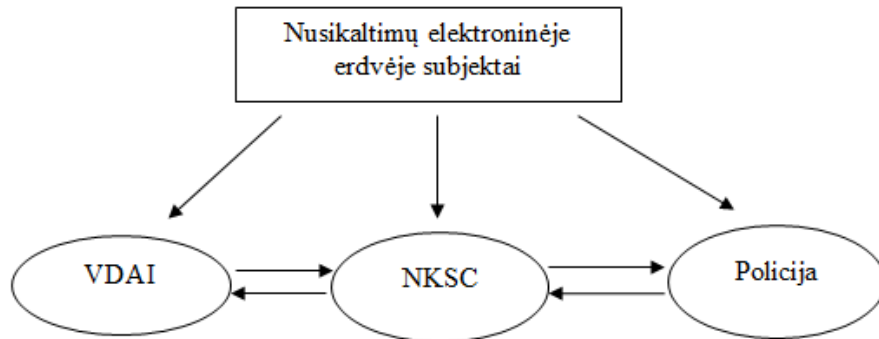 Nusikaltimų elektroninėje
erdvėje subjektai
VDAI
NKSC
Policija